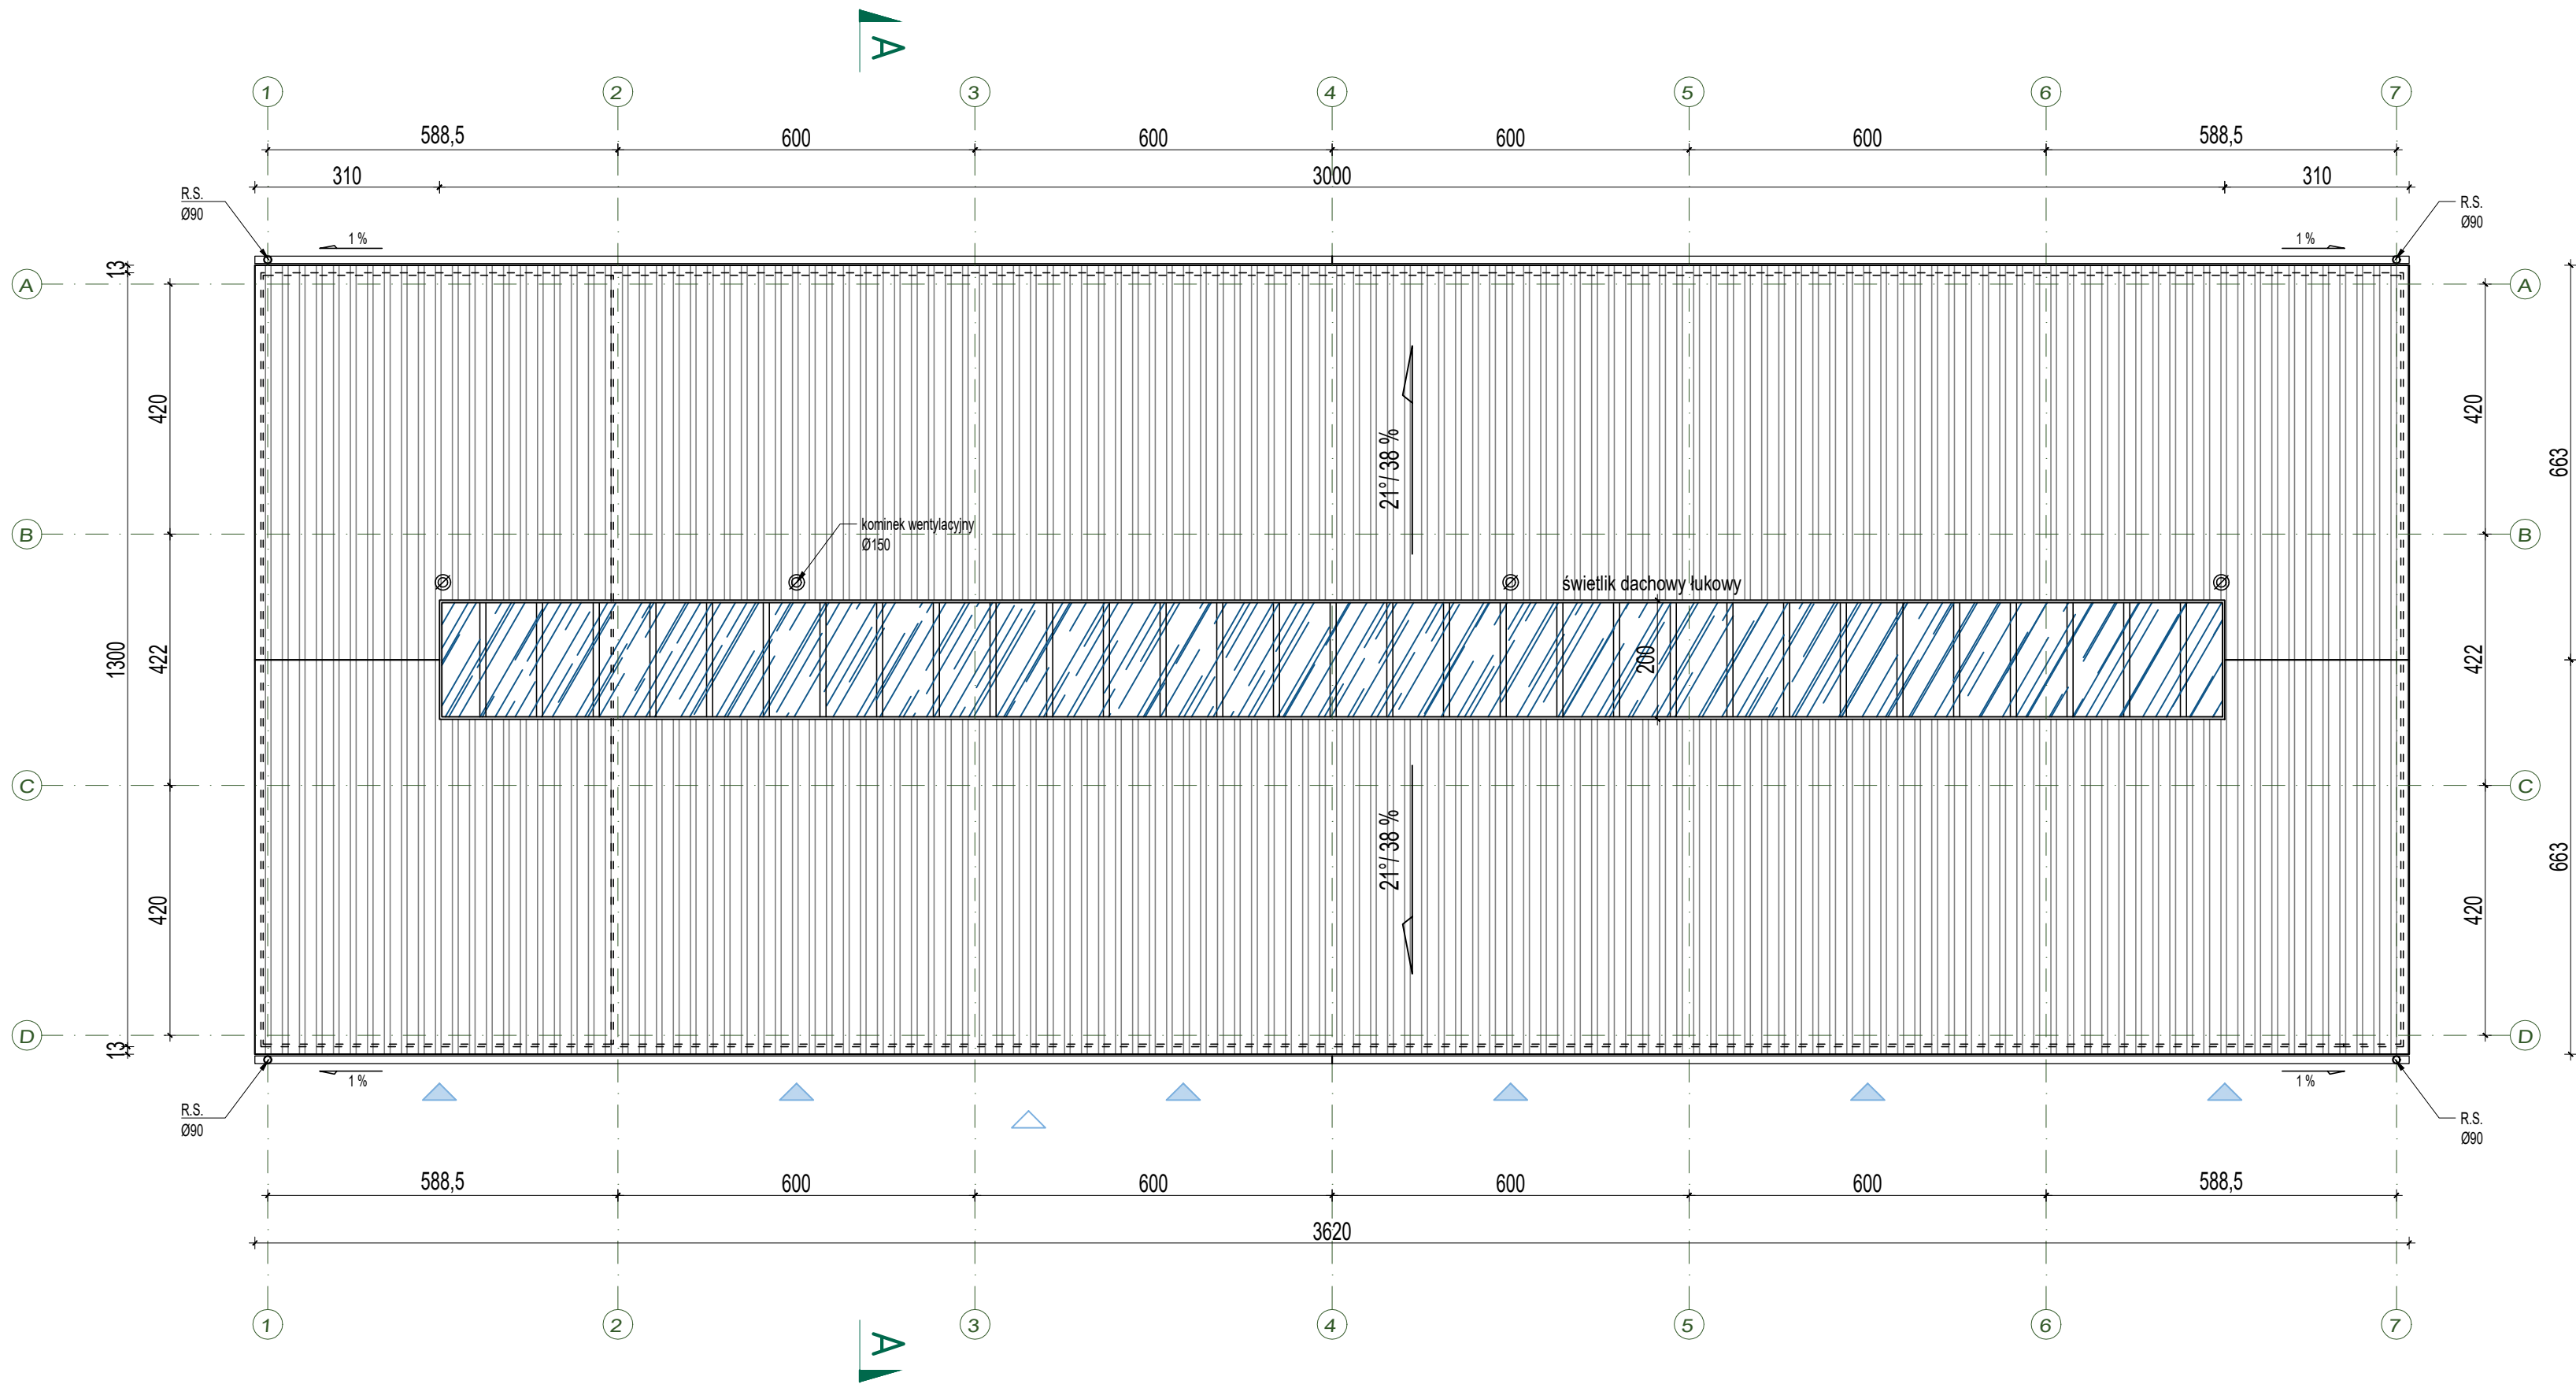 A
1 2 3 4 5 6 7
588,5 600 600 600 600 588,5
310 3000 310
R.S.
Ø90
R.S.
Ø90
1 %
1 %
13
A
A
420
420
21°/ 38 %
663
kominek wentylacyjny
Ø150
B
B
świetlik dachowy łukowy
1300
422
200
422
C
C
21°/ 38 %
663
420
420
13
D
D
1 %
1 %
R.S.
Ø90
R.S.
Ø90
588,5 600 600 600 600 588,5
3620
1 2 3 4 5 6 7
A